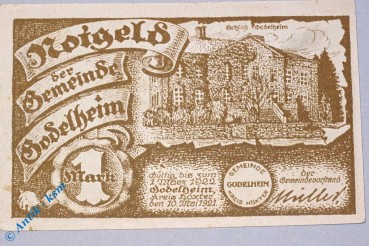 Schloß Godelheim
Notgeld
der
Gemeinde
Godelheim
1
Mark
Gültig bis zum
1 März 1922
Godelheim,
Kreis Höxter
den 10. Mai 1921.
GEMEINDE
GODELHEIM
KREIS HÖXTER
der
Gemeindevorstand
Müller